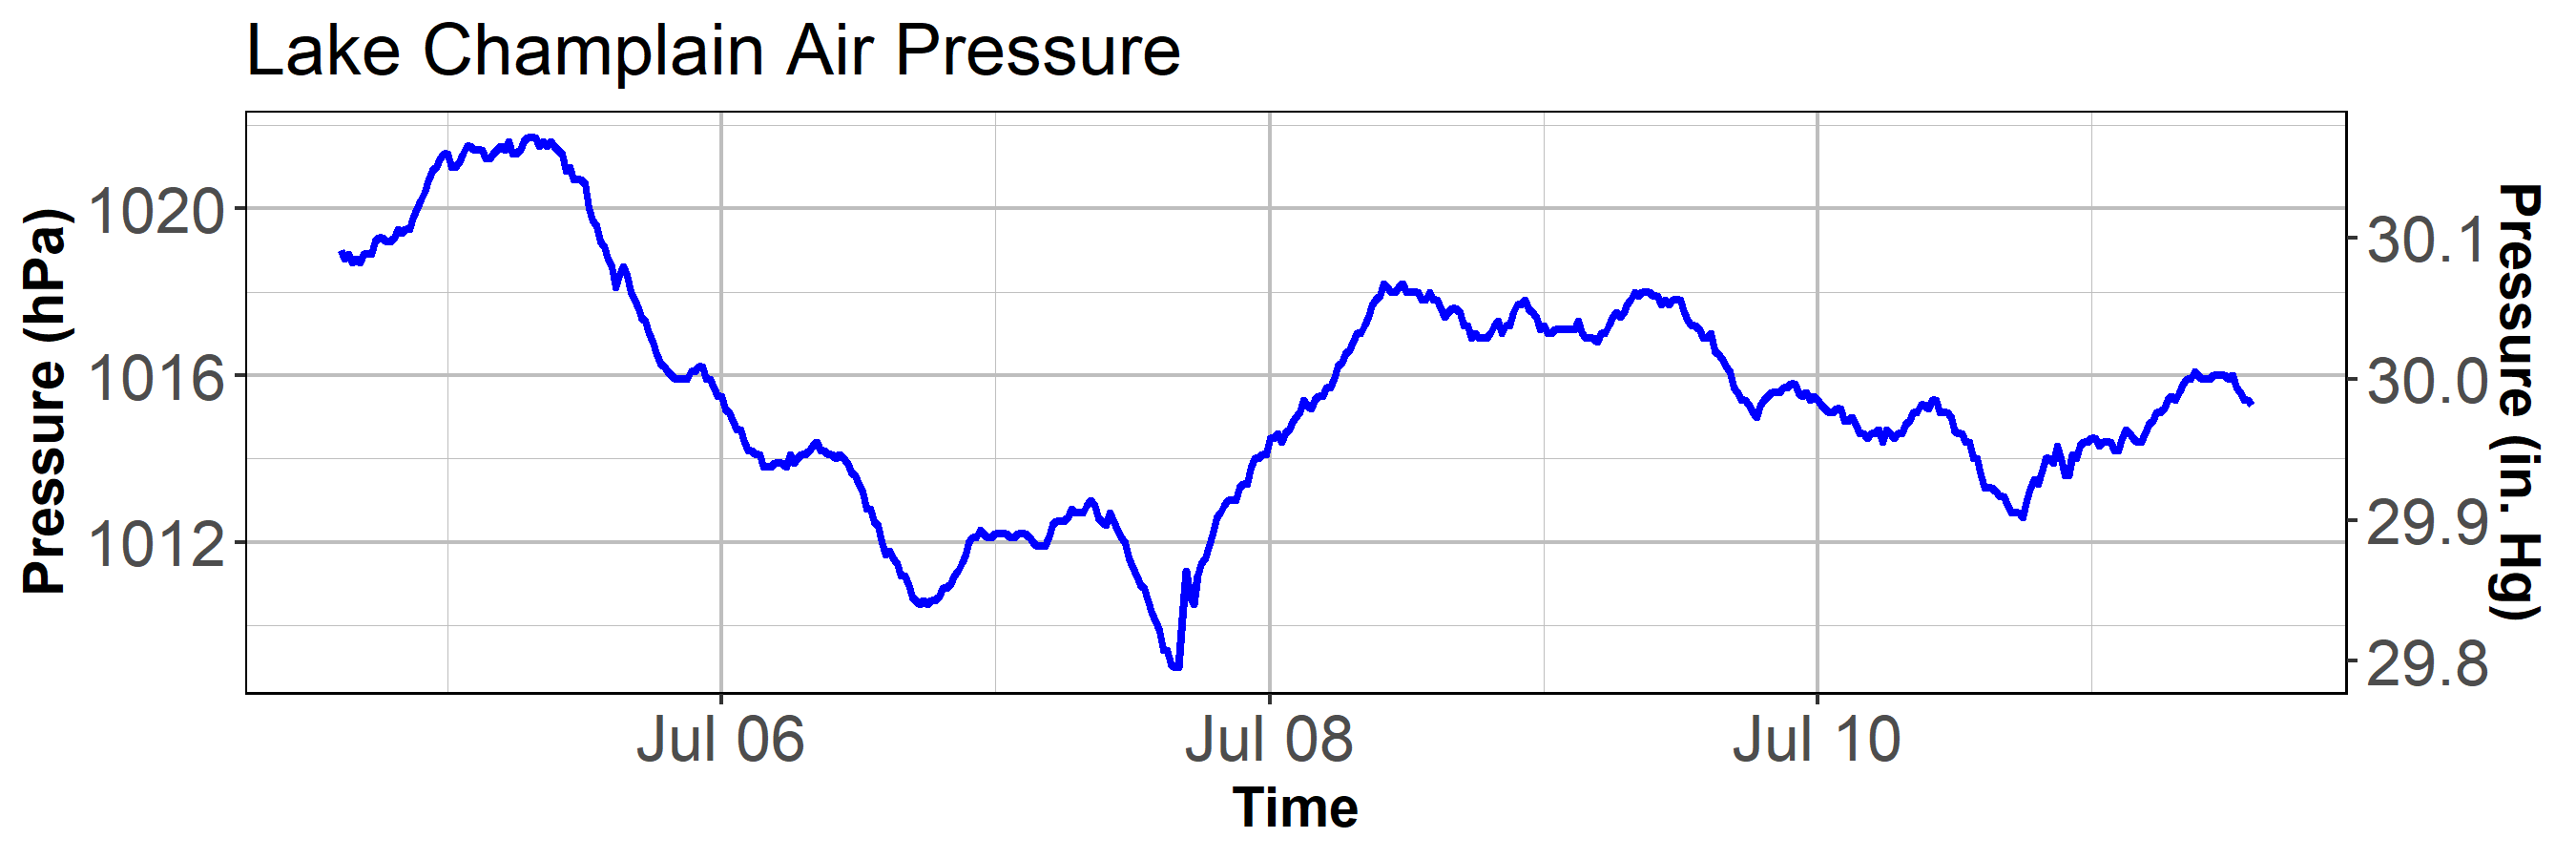 Lake Champlain Air Pressure
Pressure (hPa)
1020
1016
1012
30.1
30.0
29.9
29.8
Pressure (in. Hg)
Jul 06 Jul 08 Jul 10
Time